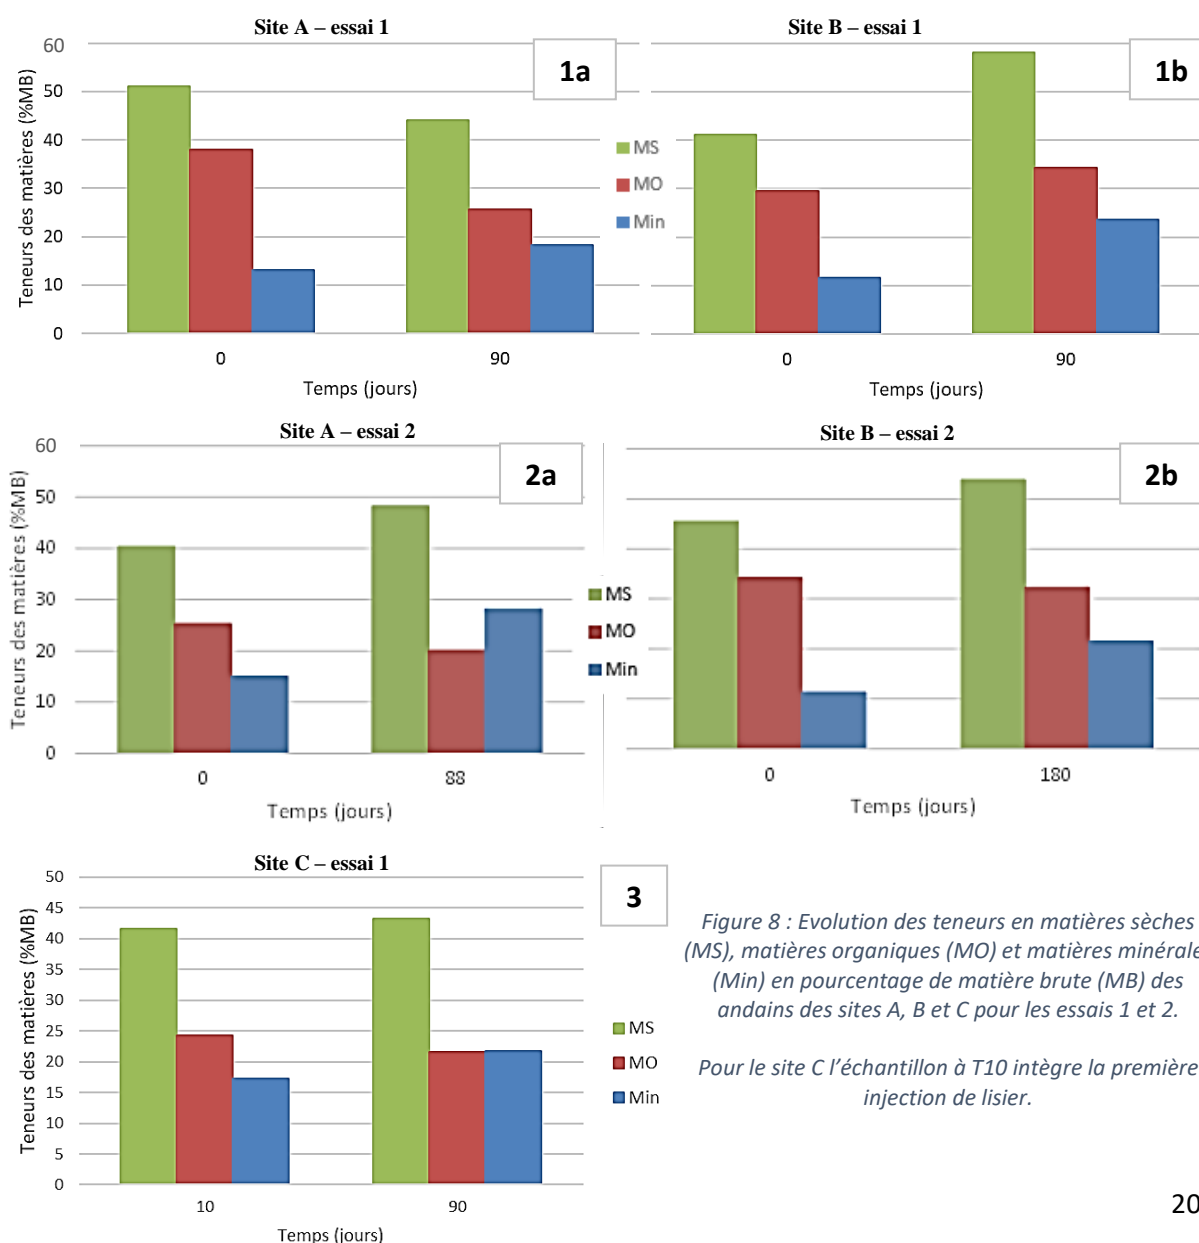 Site A – essai 1
1a
Teneurs des matières (%MB)
60
50
40
30
20
10
0
0
90
Temps (jours)
MS
MO
Min
Site B – essai 1
1b
0
90
Temps (jours)
Site A – essai 2
2a
Teneurs des matières (%MB)
60
50
40
30
20
10
0
0
88
Temps (jours)
MS
MO
Min
Site B – essai 2
2b
0
180
Temps (jours)
Site C – essai 1
3
Teneurs des matières (%MB)
50
45
40
35
30
25
20
15
10
5
0
10
90
Temps (jours)
MS
MO
Min
Figure 8 : Evolution des teneurs en matières sèches
(MS), matières organiques (MO) et matières minérale
(Min) en pourcentage de matière brute (MB) des
andains des sites A, B et C pour les essais 1 et 2.
Pour le site C l’échantillon à T10 intègre la première
injection de lisier.
20